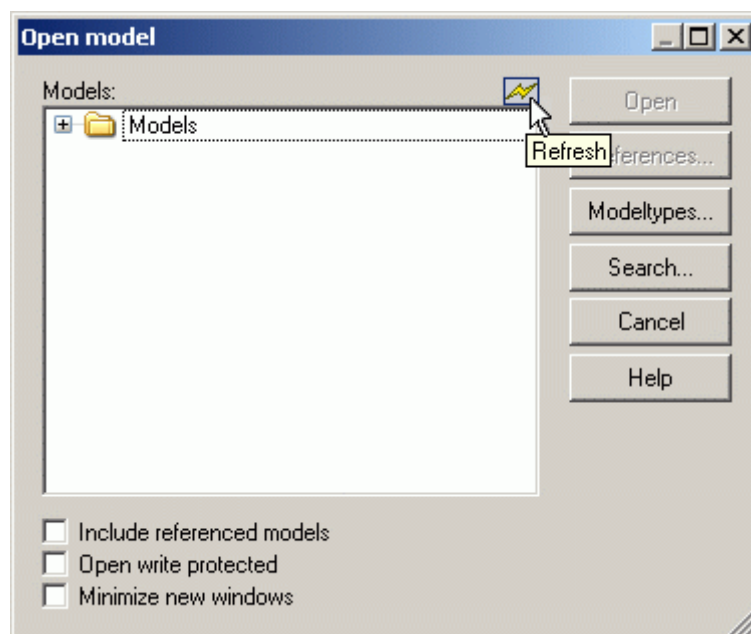 Open model
Models:
Models
Open
Refresh
ferences...
Modeltypes...
Search...
Cancel
Help
Include referenced models
Open write protected
Minimize new windows